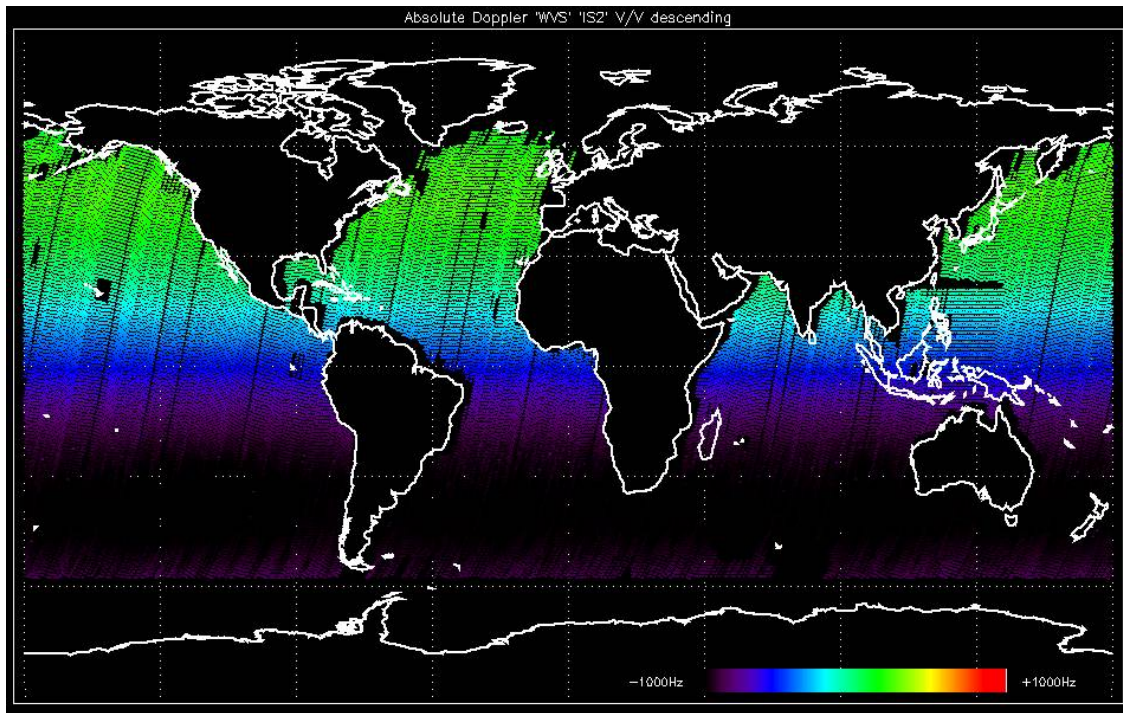 Absolute Doppler 'WVS' 'IS2' V/V descending
-1000Hz +1000Hz